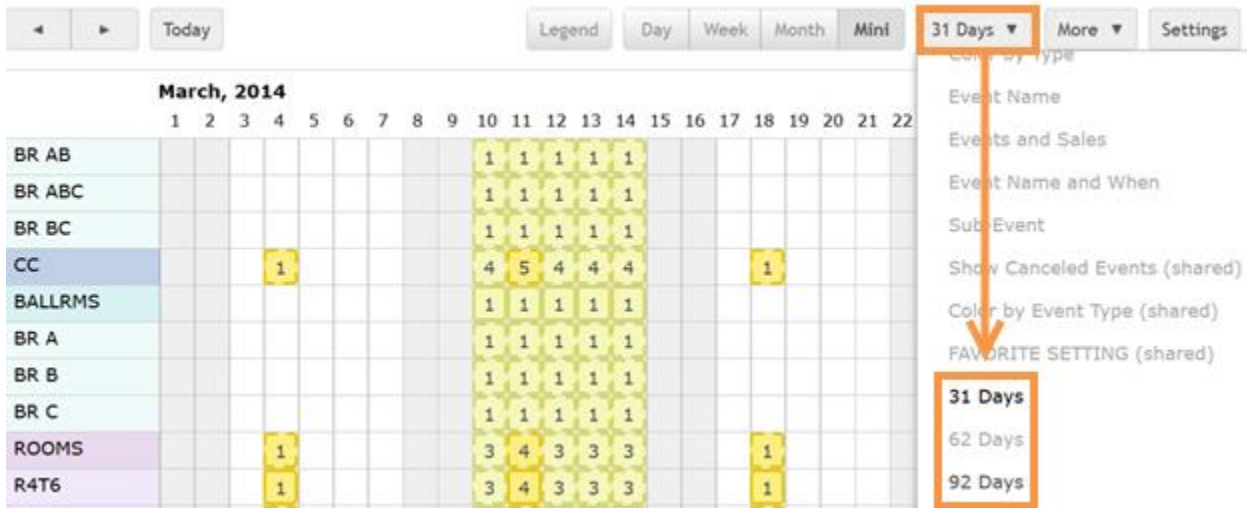 ◄ ► Today Legend Day Week Month Mini 31 Days ▼ More ▼ Settings
March, 2014
1 2 3 4 5 6 7 8 9 10 11 12 13 14 15 16 17 18 19 20 21 22
BR AB 1 1 1 1 1
BR ABC 1 1 1 1 1
BR BC 1 1 1 1 1
CC 1 4 5 4 4 4 1
BALLRMS 1 1 1 1 1
BR A 1 1 1 1 1
BR B 1 1 1 1 1
BR C 1 1 1 1 1
ROOMS 1 3 4 3 3 3 1
R4T6 1 3 4 3 3 3 1
Color by Type
Event Name
Events and Sales
Event Name and When
Sub-Event
Show Canceled Events (shared)
Color by Event Type (shared)
FAVORITE SETTING (shared)
31 Days
62 Days
92 Days